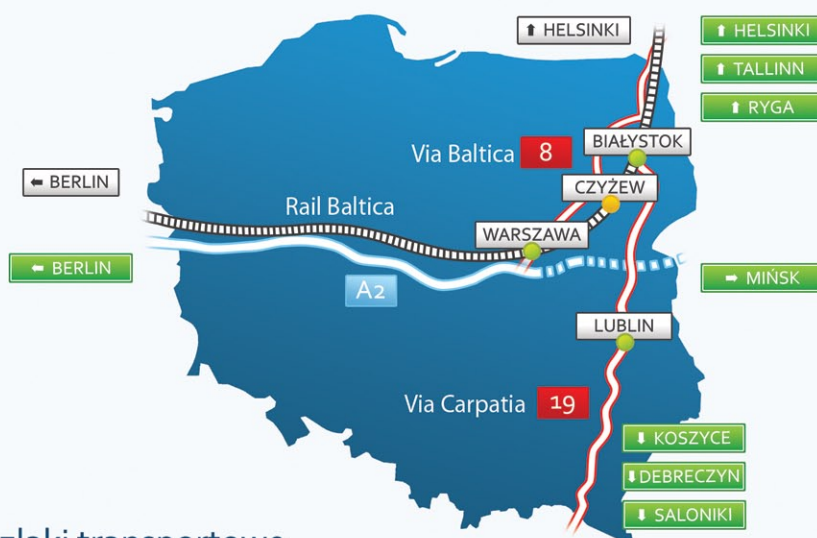 ⬆ HELSINKI
⬆ HELSINKI
⬆ TALLINN
⬆ RYGA
BIAŁYSTOK
Via Baltica 8
⬅ BERLIN
CZYŻEW
Rail Baltica
WARSZAWA
⬅ BERLIN
➡ MIŃSK
A2
LUBLIN
Via Carpatia 19
⬇ KOSZYCE
⬇ DEBRECZYN
⬇ SALONIKI
transportowe